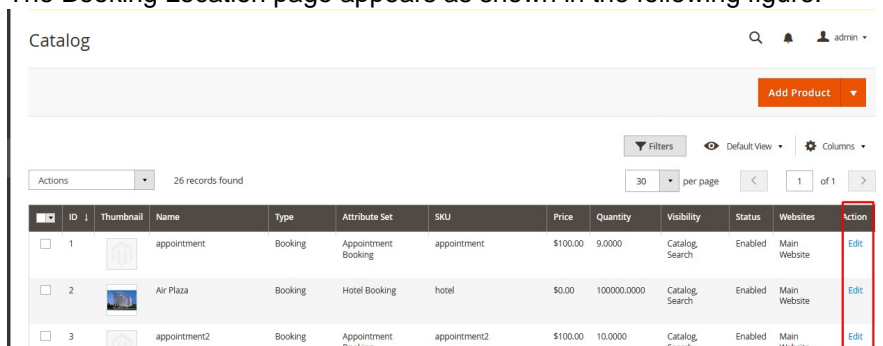 The Booking Location page appears as shown in the following figure.
Catalog
admin
Add Product
Filters Default View Columns
Actions 26 records found 30 per page 1 of 1
ID Thumbnail Name Type Attribute Set SKU Price Quantity Visibility Status Websites Action
1 appointment Booking Appointment Booking appointment $100.00 9.0000 Catalog, Search Enabled Main Website Edit
2 Air Plaza Booking Hotel Booking hotel $0.00 100000.0000 Catalog, Search Enabled Main Website Edit
3 appointment2 Booking Appointment appointment2 $100.00 10.0000 Catalog, Enabled Main Edit